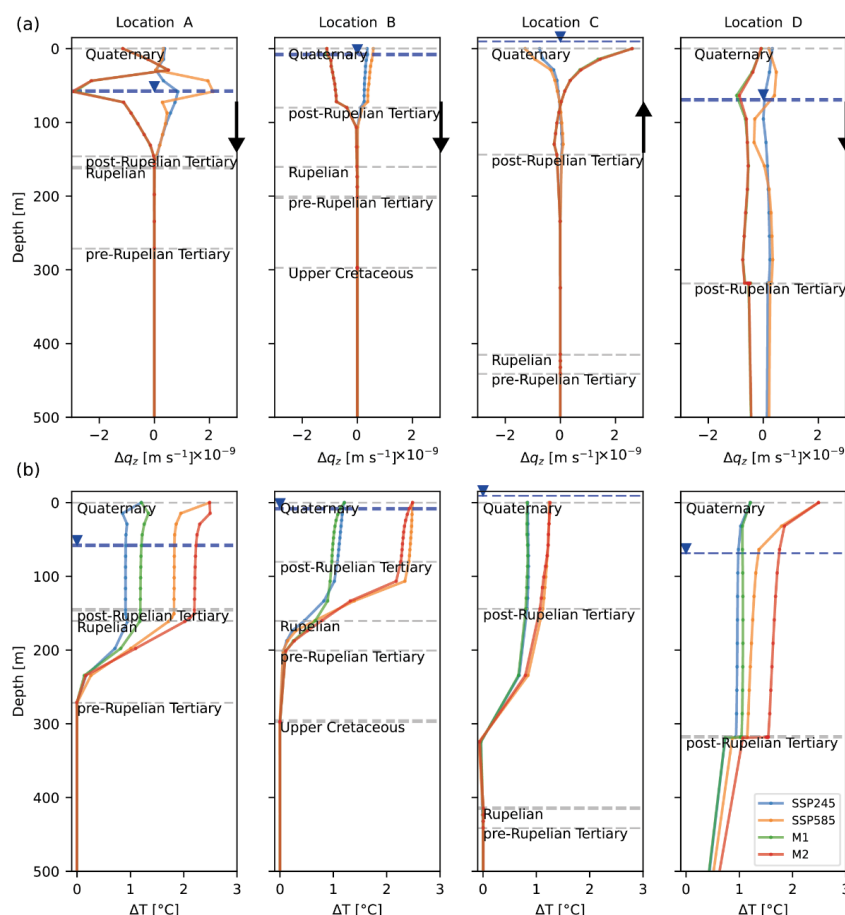 (a)
Location A
Location B
Location C
Location D
0
100
200
300
400
500
Depth [m]
Quaternary
post-Rupelian Tertiary
Rupelian
pre-Rupelian Tertiary
Quaternary
post-Rupelian Tertiary
Rupelian
pre-Rupelian Tertiary
Upper Cretaceous
Quaternary
post-Rupelian Tertiary
Rupelian
pre-Rupelian Tertiary
Quaternary
post-Rupelian Tertiary
−2 0 2
−2 0 2
−2 0 2
−2 0 2
Δq_z [m s⁻¹]×10⁻⁹
Δq_z [m s⁻¹]×10⁻⁹
Δq_z [m s⁻¹]×10⁻⁹
Δq_z [m s⁻¹]×10⁻⁹
(b)
0
100
200
300
400
500
Depth [m]
Quaternary
post-Rupelian Tertiary
Rupelian
pre-Rupelian Tertiary
Quaternary
post-Rupelian Tertiary
Rupelian
pre-Rupelian Tertiary
Upper Cretaceous
Quaternary
post-Rupelian Tertiary
Rupelian
pre-Rupelian Tertiary
Quaternary
post-Rupelian Tertiary
SSP245
SSP585
M1
M2
0 1 2 3
0 1 2 3
0 1 2 3
0 1 2 3
ΔT [°C]
ΔT [°C]
ΔT [°C]
ΔT [°C]